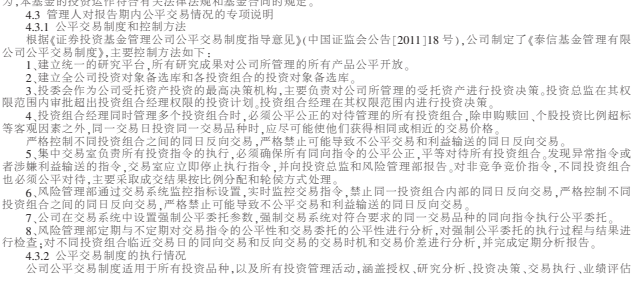 为,本基金的投资运作符合有关法律法规和基金合同的规定。
4.3 管理人对报告期内公平交易情况的专项说明
4.3.1 公平交易制度和控制方法
根据《证券投资基金管理公司公平交易制度指导意见》(中国证监会公告[2011]18号),公司制定了《泰信基金管理有限
公司公平交易制度》,主要控制方法如下:
1、建立统一的研究平台,所有研究成果对公司所管理的所有产品公平开放。
2、建立全公司投资对象备选库和各投资组合的投资对象备选库。
3、投委会作为公司受托资产投资的最高决策机构,主要负责对公司所管理的受托资产进行投资决策。投资总监在其权
限范围内审批超出投资组合经理权限的投资计划。投资组合经理在其权限范围内进行投资决策。
4、投资组合经理同时管理多个投资组合时,必须公平公正的对待管理的所有投资组合,除申购赎回、个股投资比例超标
等客观因素之外,同一交易日投资同一交易品种时,应尽可能使他们获得相同或相近的交易价格。
严格控制不同投资组合之间的同日反向交易,严格禁止可能导致不公平交易和利益输送的同日反向交易。
5、集中交易室负责所有投资指令的执行,必须确保所有同向指令的公平公正,平等对待所有投资组合。发现异常指令或
者涉嫌利益输送的指令,交易室应立即停止执行指令,并向投资总监和风险管理部报告。对非竞争竞价指令,不同投资组合
也必须公平对待,主要采取成交结果按比例分配和轮侯方式处理。
6、风险管理部通过交易系统监控指标设置,实时监控交易指令,禁止同一投资组合内部的同日反向交易,严格控制不同
投资组合之间的同日反向交易,严格禁止可能导致不公平交易和利益输送的同日反向交易。
7、公司在交易系统中设置强制公平委托参数,强制交易系统对符合要求的同一交易品种的同向指令执行公平委托。
8、风险管理部定期与不定期对交易指令的公平性和交易委托的公平性进行分析,对强制公平委托的执行过程与结果进
行检查;对不同投资组合临近交易日的同向交易和反向交易的交易时机和交易价差进行分析,并完成定期分析报告。
4.3.2 公平交易制度的执行情况
公司公平交易制度适用于所有投资品种,以及所有投资管理活动,涵盖授权、研究分析、投资决策、交易执行、业绩评估